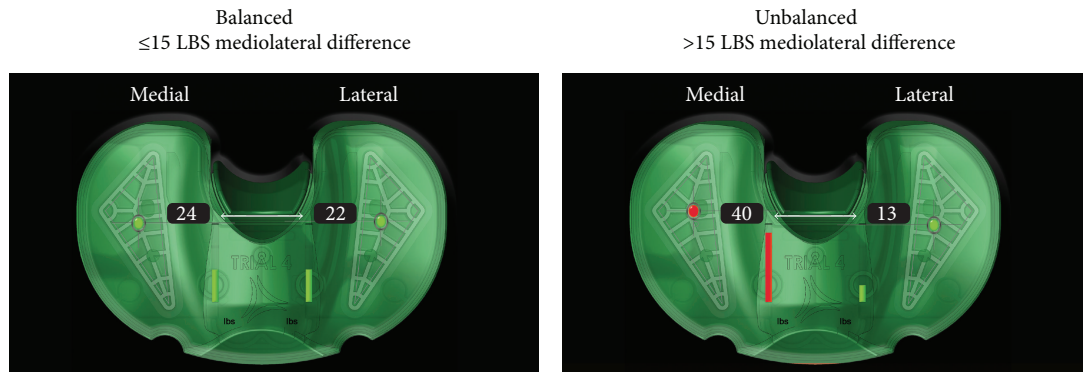 Balanced
≤15 LBS mediolateral difference
Medial
Lateral
24
22
TRIAL 4
lbs
lbs
Unbalanced
>15 LBS mediolateral difference
Medial
Lateral
40
13
TRIAL 4
lbs
lbs